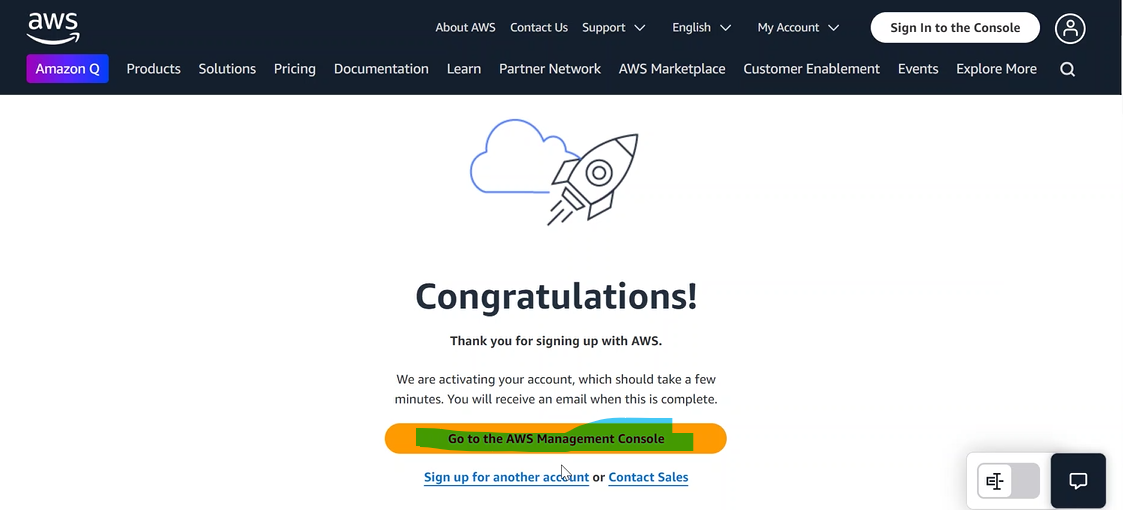 aws
About AWS Contact Us Support English My Account Sign In to the Console
Amazon Q Products Solutions Pricing Documentation Learn Partner Network AWS Marketplace Customer Enablement Events Explore More
Congratulations!
Thank you for signing up with AWS.
We are activating your account, which should take a few
minutes. You will receive an email when this is complete.
Go to the AWS Management Console
Sign up for another account or Contact Sales